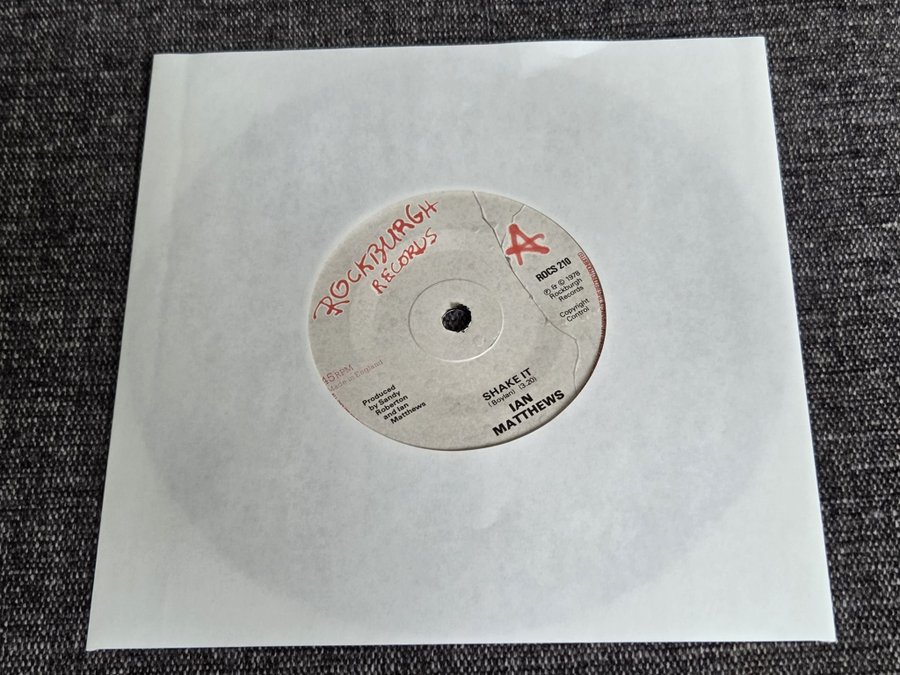 ROCKBURGH
RECORDS
A
ROCS 210
℗ & © 1978
Rockburgh
Records
Copyright
Control
45 RPM
Made in England
Produced
by Sandy
Roberton
and Ian
Matthews
SHAKE IT
(Boylan) (3.20)
IAN
MATTHEWS